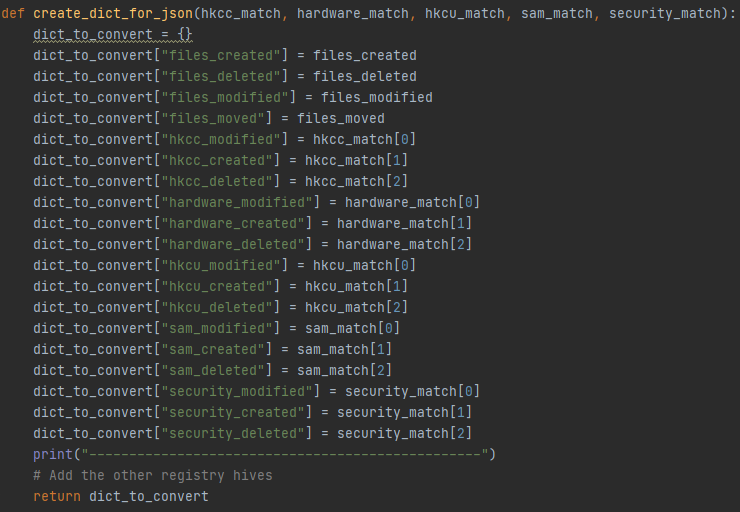 def create_dict_for_json(hkcc_match, hardware_match, hkcu_match, sam_match, security_match):
    dict_to_convert = {}
    dict_to_convert["files_created"] = files_created
    dict_to_convert["files_deleted"] = files_deleted
    dict_to_convert["files_modified"] = files_modified
    dict_to_convert["files_moved"] = files_moved
    dict_to_convert["hkcc_modified"] = hkcc_match[0]
    dict_to_convert["hkcc_created"] = hkcc_match[1]
    dict_to_convert["hkcc_deleted"] = hkcc_match[2]
    dict_to_convert["hardware_modified"] = hardware_match[0]
    dict_to_convert["hardware_created"] = hardware_match[1]
    dict_to_convert["hardware_deleted"] = hardware_match[2]
    dict_to_convert["hkcu_modified"] = hkcu_match[0]
    dict_to_convert["hkcu_created"] = hkcu_match[1]
    dict_to_convert["hkcu_deleted"] = hkcu_match[2]
    dict_to_convert["sam_modified"] = sam_match[0]
    dict_to_convert["sam_created"] = sam_match[1]
    dict_to_convert["sam_deleted"] = sam_match[2]
    dict_to_convert["security_modified"] = security_match[0]
    dict_to_convert["security_created"] = security_match[1]
    dict_to_convert["security_deleted"] = security_match[2]
    print("-------------------------------------------------")
    # Add the other registry hives
    return dict_to_convert